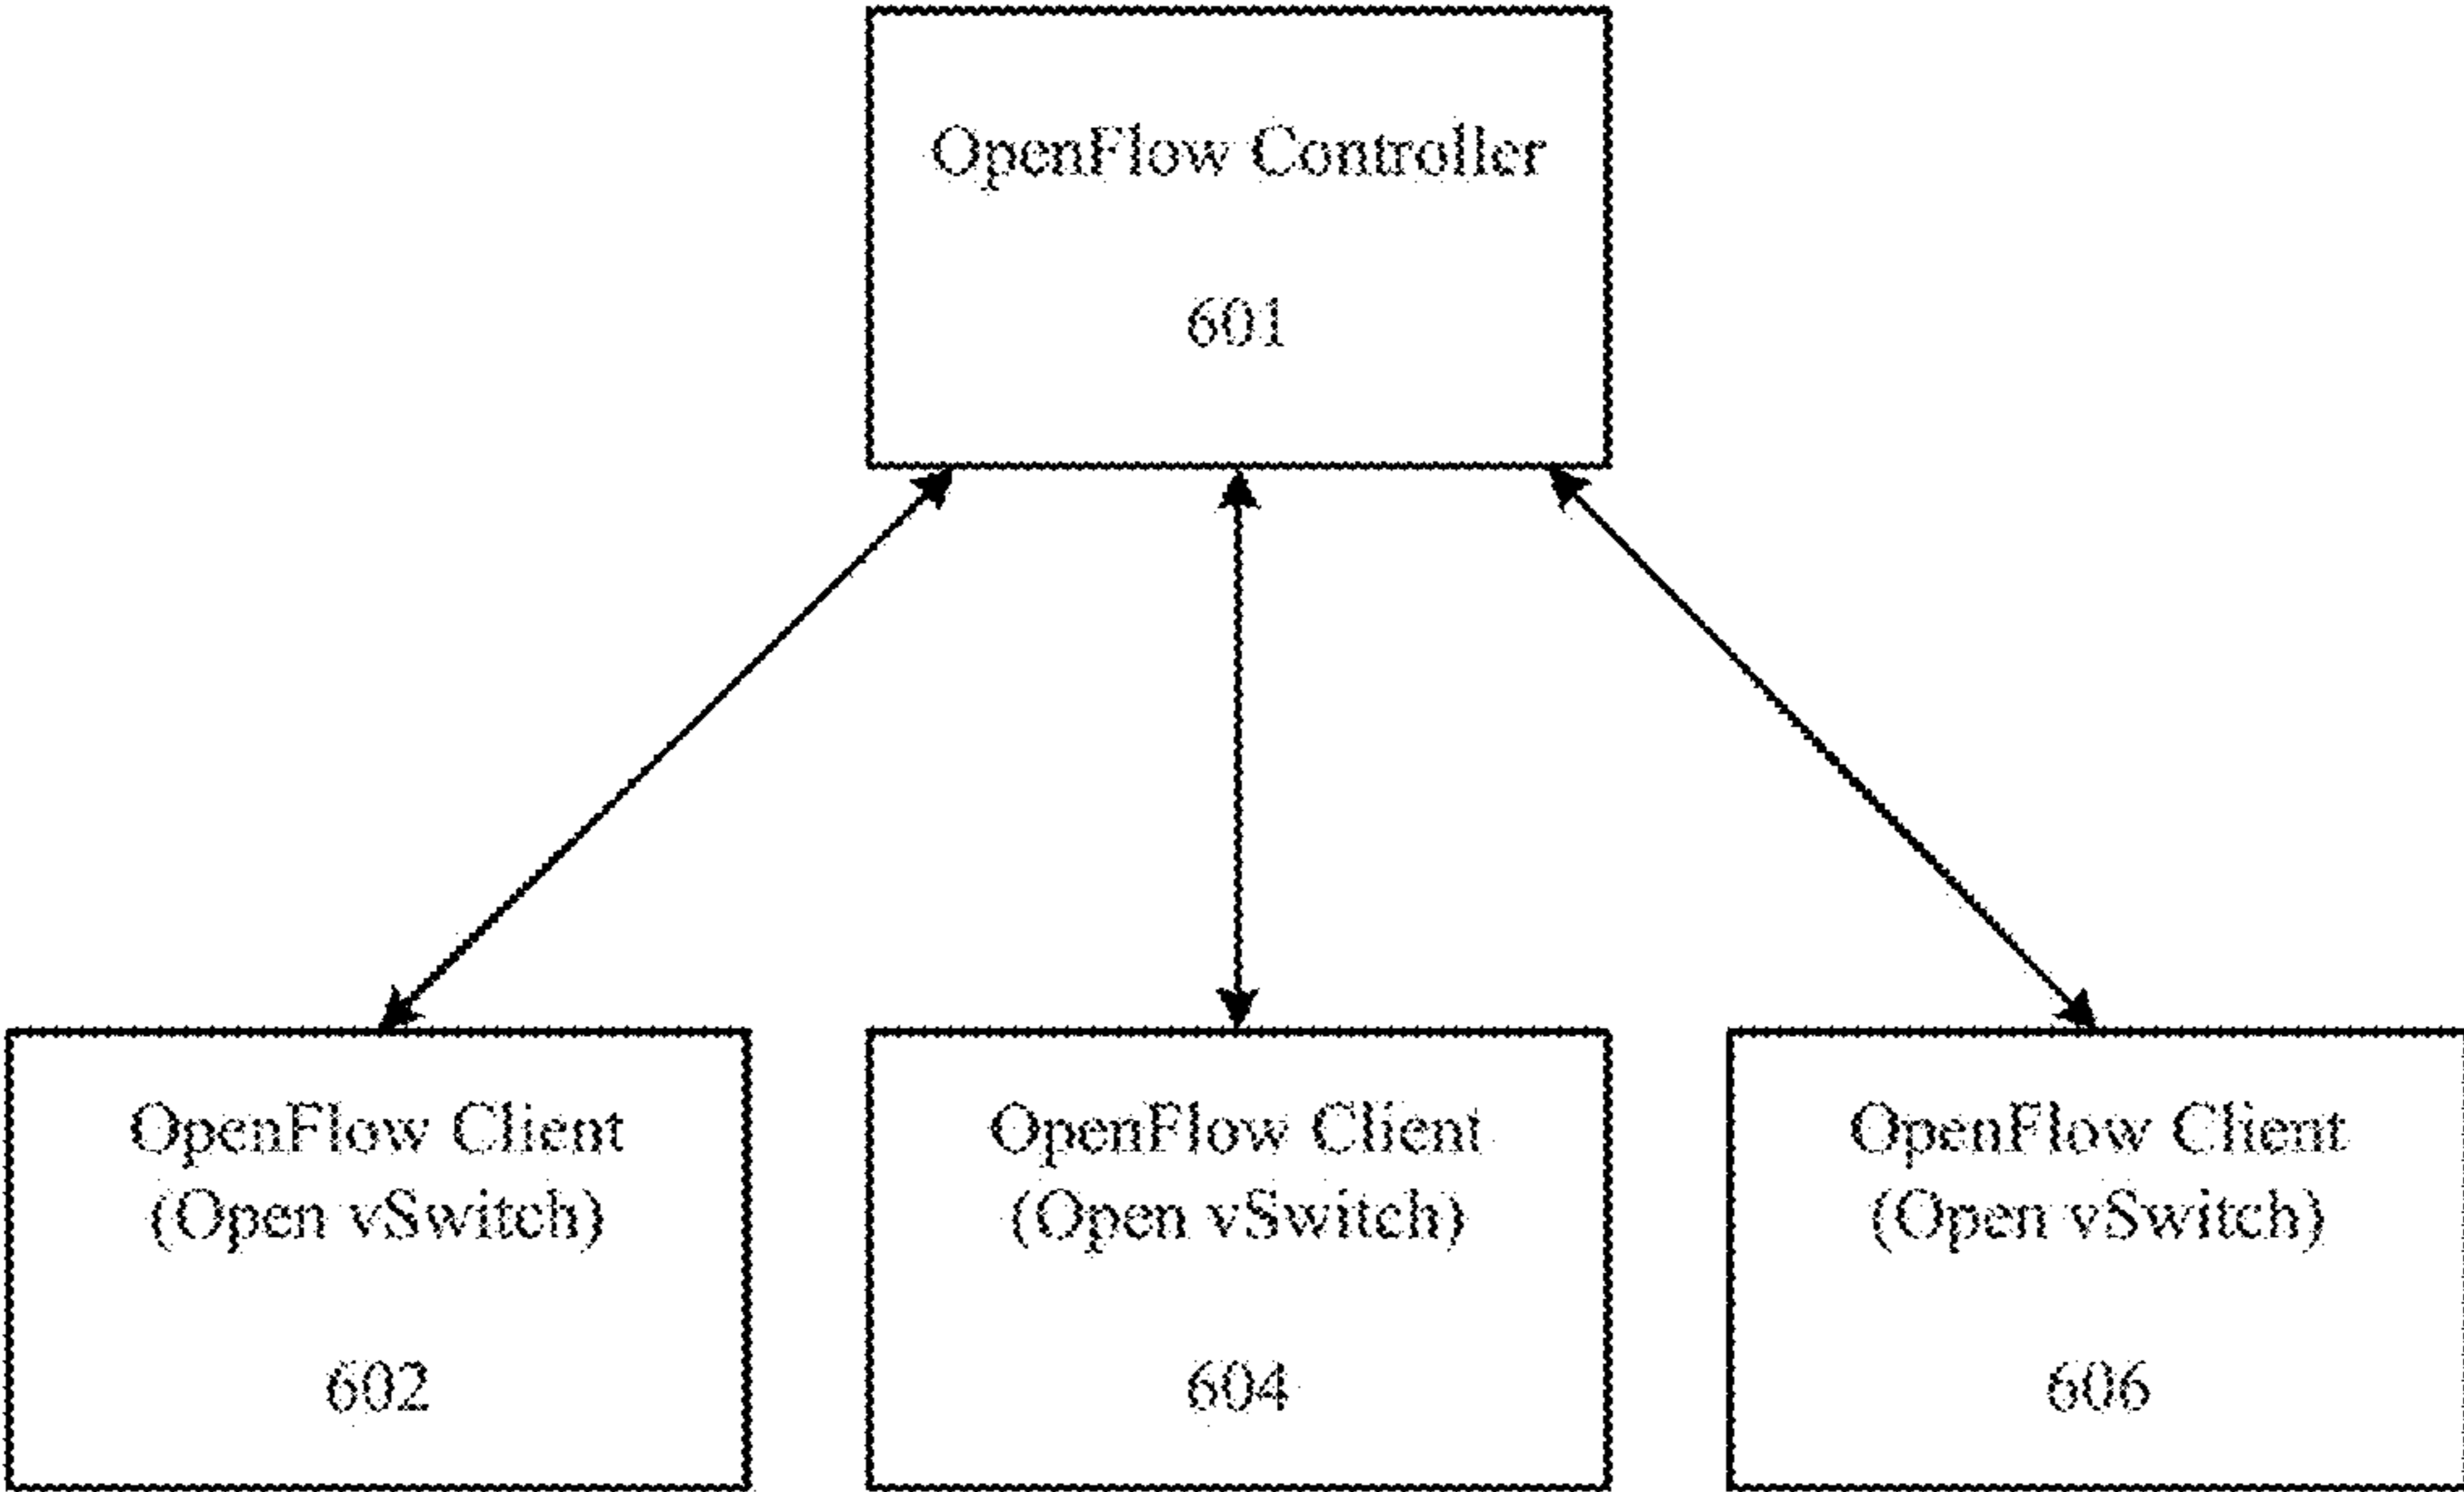 OpenFlow Controller
601
OpenFlow Client
(Open vSwitch)
602
OpenFlow Client
(Open vSwitch)
604
OpenFlow Client
(Open vSwitch)
606